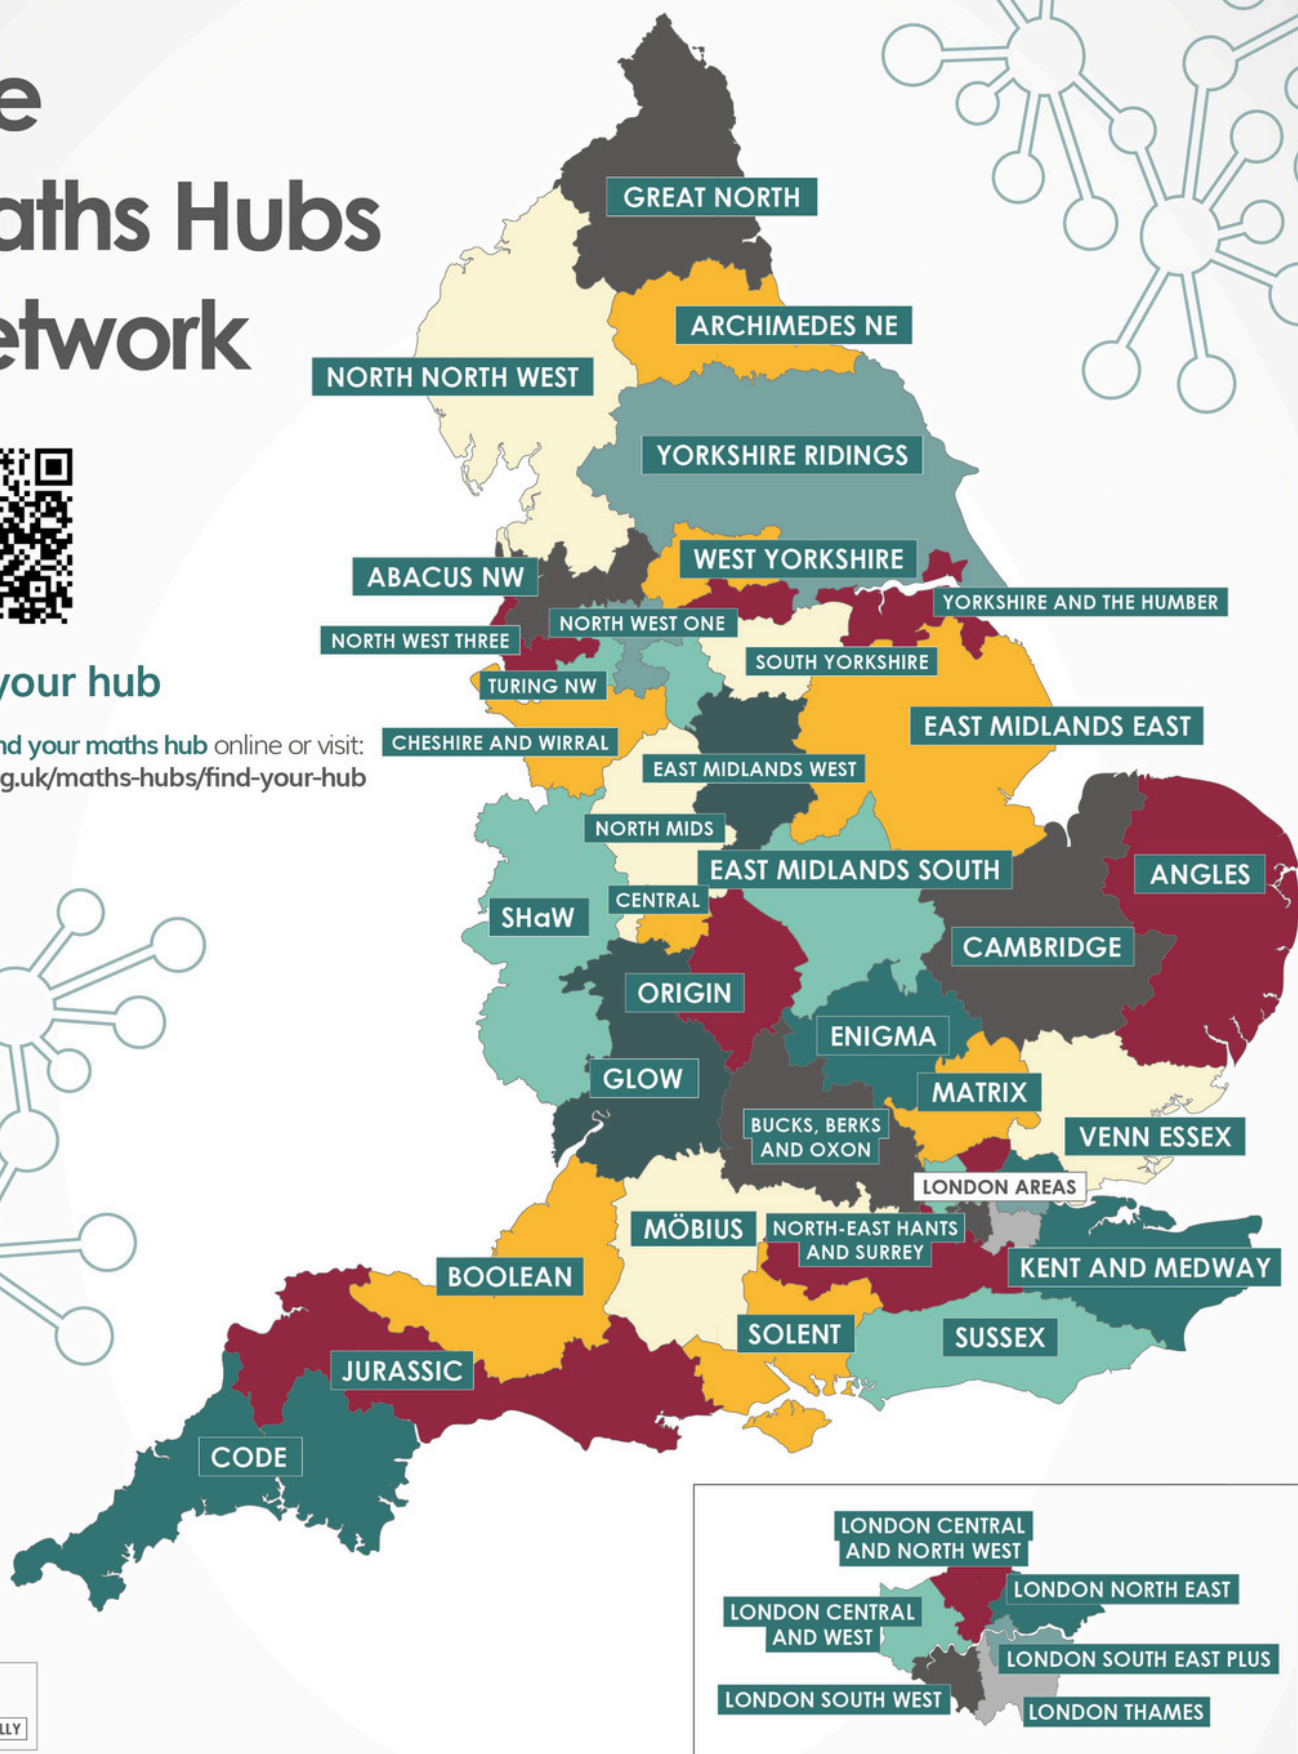 e
aths Hubs
etwork
your hub
nd your maths hub online or visit:
g.uk/maths-hubs/find-your-hub
GREAT NORTH
ARCHIMEDES NE
NORTH NORTH WEST
YORKSHIRE RIDINGS
WEST YORKSHIRE
ABACUS NW
YORKSHIRE AND THE HUMBER
NORTH WEST ONE
NORTH WEST THREE
SOUTH YORKSHIRE
TURING NW
EAST MIDLANDS EAST
CHESHIRE AND WIRRAL
EAST MIDLANDS WEST
NORTH MIDS
EAST MIDLANDS SOUTH
ANGLES
CENTRAL
SHaW
CAMBRIDGE
ORIGIN
ENIGMA
GLOW
MATRIX
BUCKS, BERKS
AND OXON
VENN ESSEX
LONDON AREAS
MÖBIUS
NORTH-EAST HANTS
AND SURREY
KENT AND MEDWAY
BOOLEAN
SOLENT
SUSSEX
JURASSIC
CODE
LONDON CENTRAL
AND NORTH WEST
LONDON NORTH EAST
LONDON CENTRAL
AND WEST
LONDON SOUTH EAST PLUS
LONDON SOUTH WEST
LONDON THAMES
LLY